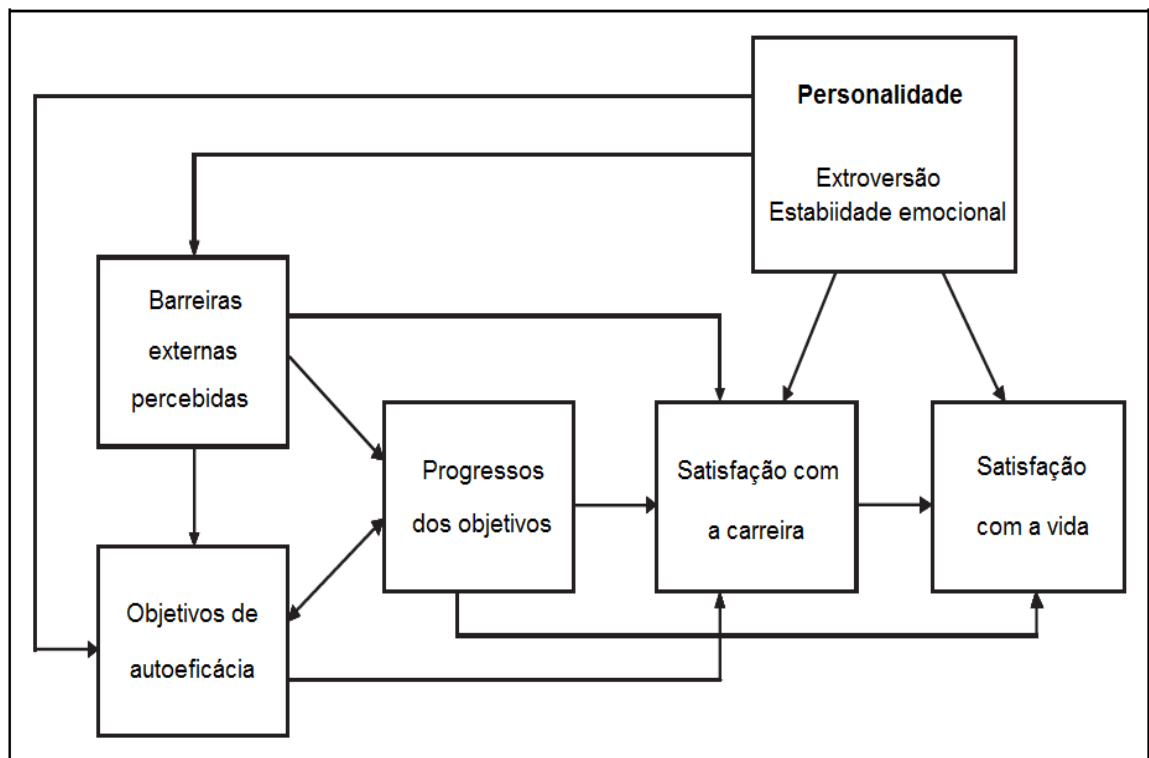 Personalidade
Extroversão
Estabiidade emocional
Barreiras
externas
percebidas
Progressos
dos objetivos
Satisfação com
a carreira
Satisfação
com a vida
Objetivos de
autoeficácia